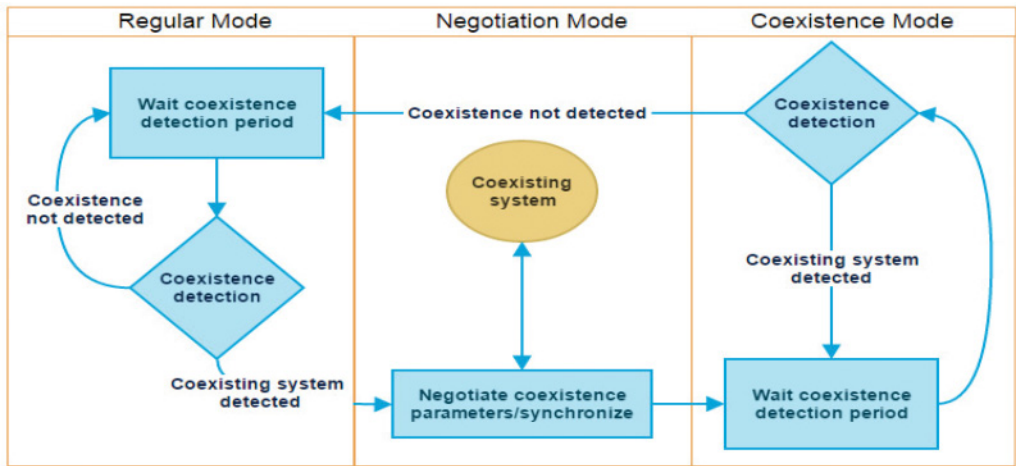 Regular Mode
Negotiation Mode
Coexistence Mode
Wait coexistence
detection period
Coexistence
not detected
Coexistence
detection
Coexisting system
detected
Coexistence not detected
Coexisting
system
Negotiate coexistence
parameters/synchronize
Coexistence
detection
Coexisting system
detected
Wait coexistence
detection period